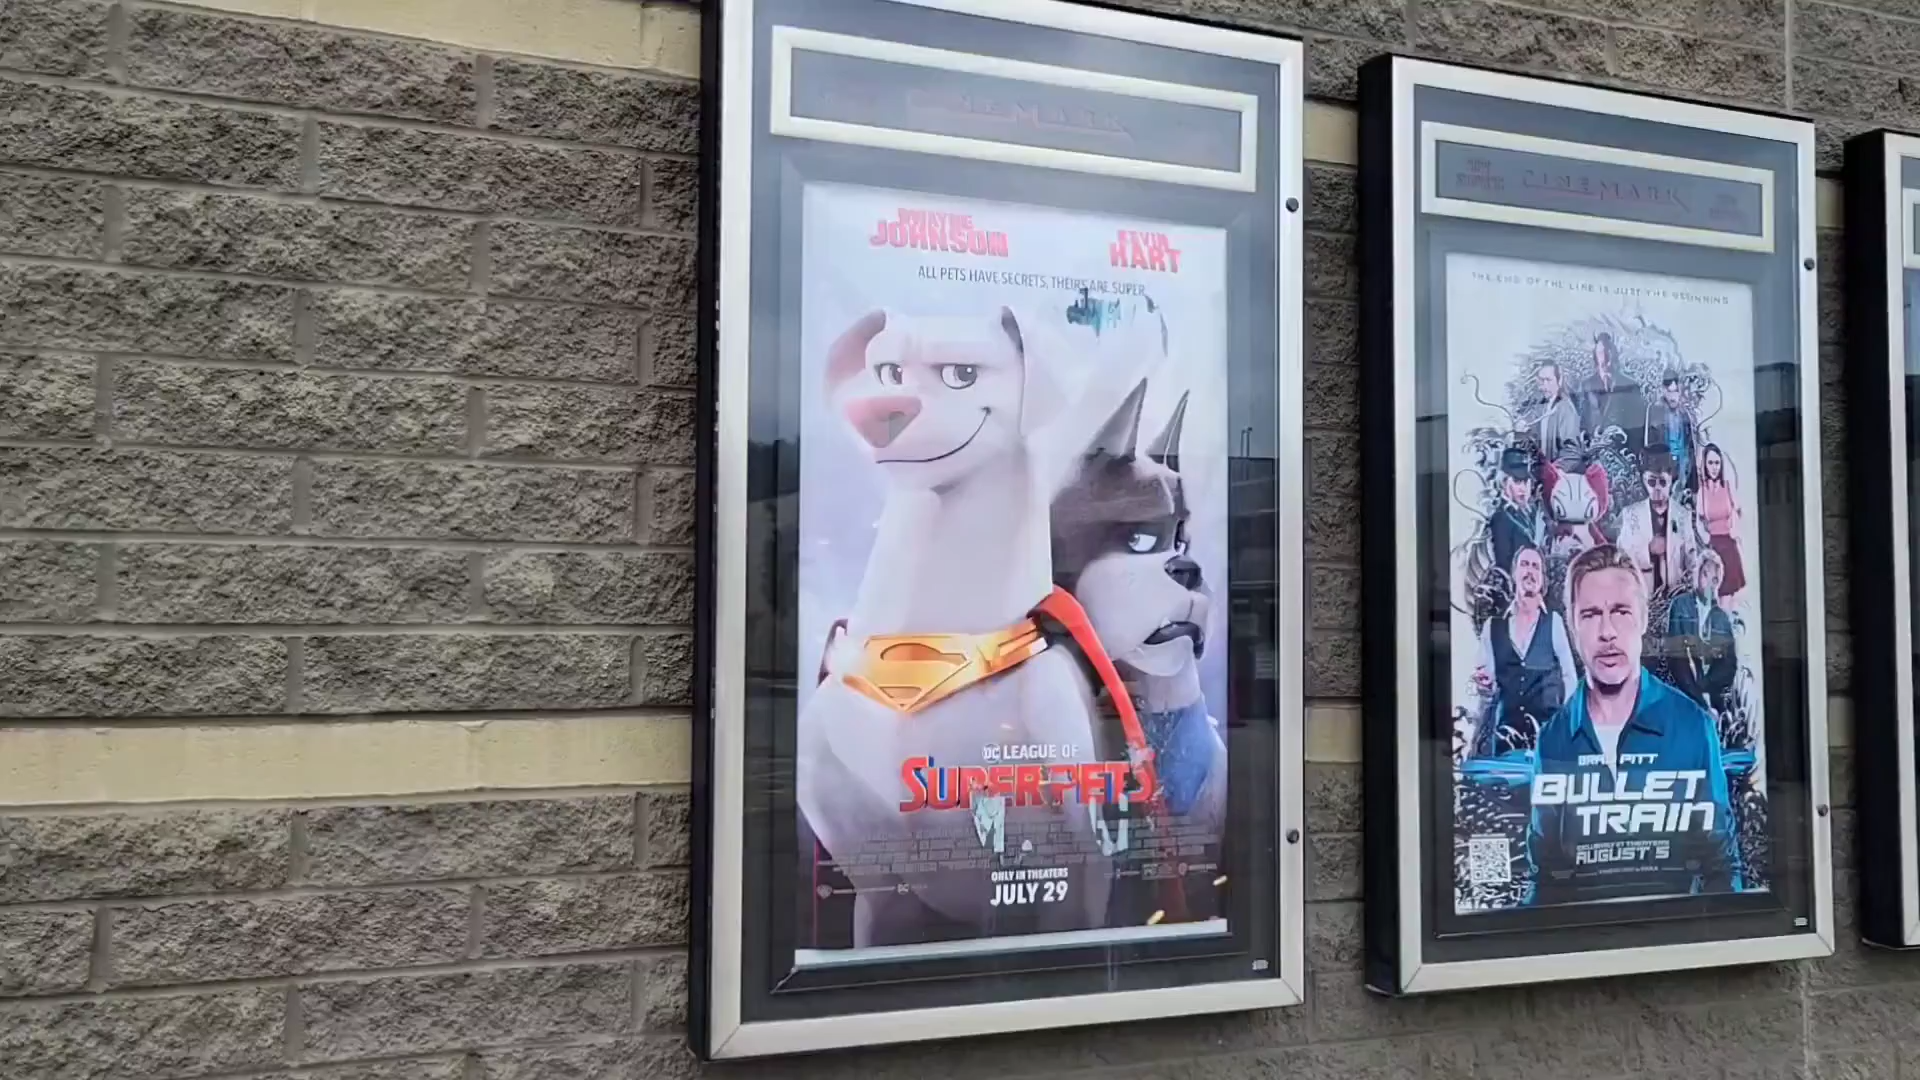 CINEMARK
DWAYNE
JOHNSON
KEVIN
HART
ALL PETS HAVE SECRETS, THEIRS ARE SUPER.
DC LEAGUE OF
SUPER-PETS
ONLY IN THEATERS
JULY 29
CINEMARK
THE END OF THE LINE IS JUST THE BEGINNING
BRAD PITT
BULLET
TRAIN
EXCLUSIVELY IN THEATERS
AUGUST 5